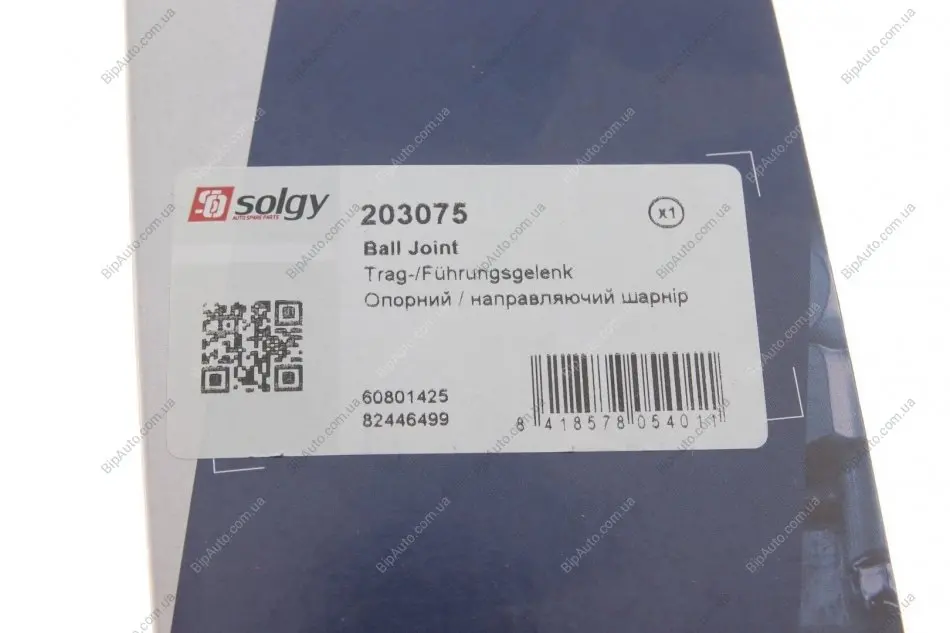 solgy
AUTO SPARE PARTS
203075
x1
Ball Joint
Trag-/Führungsgelenk
Опорний / направляючий шарнір
60801425
82446499
8 418578 054011
BipAuto.com.ua